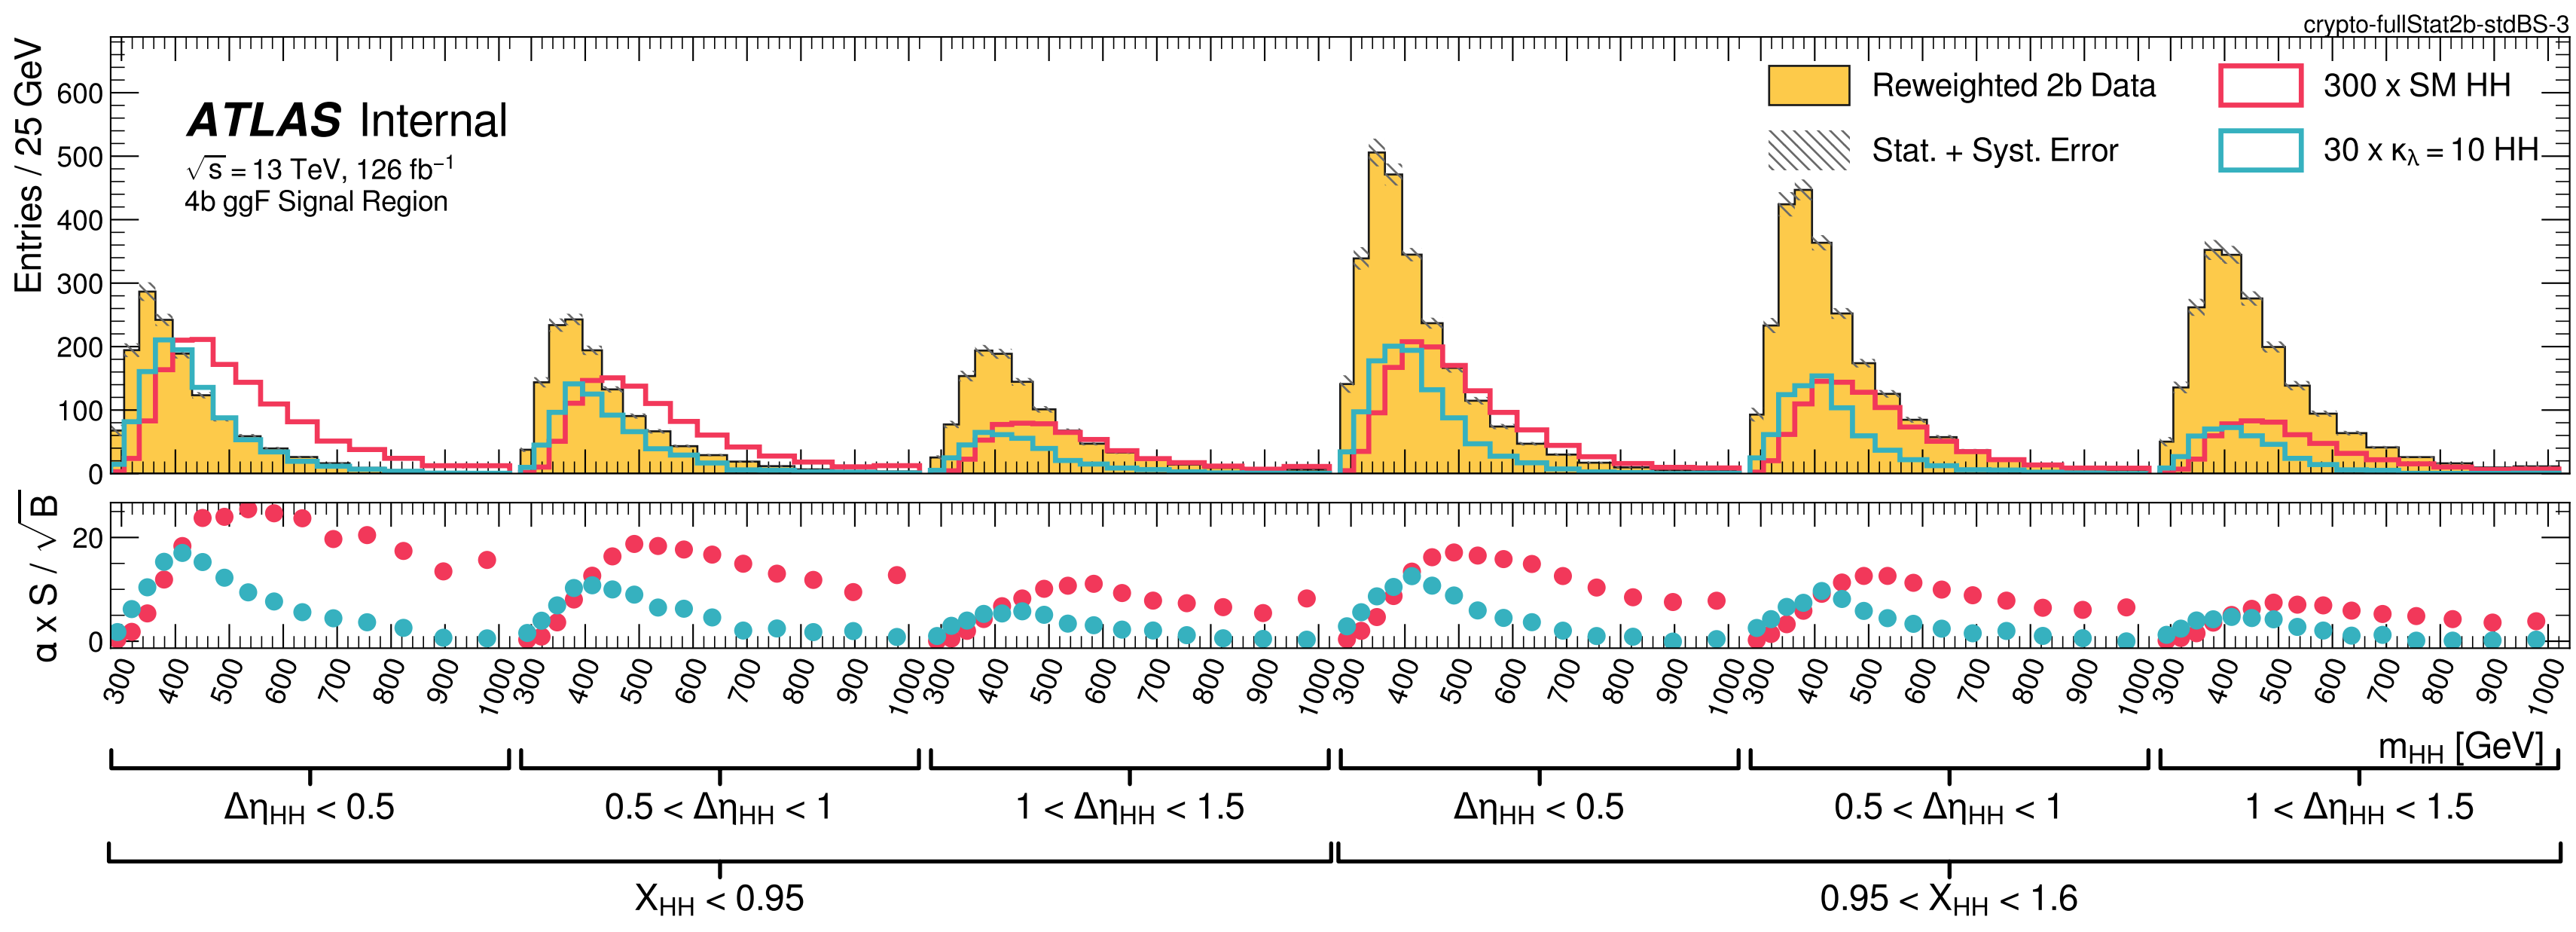 crypto-fullStat2b-stdBS-3
Entries / 25 GeV
600
500
400
300
200
100
0
ATLAS Internal
√s = 13 TeV, 126 fb⁻¹
4b ggF Signal Region
Reweighted 2b Data
Stat. + Syst. Error
300 x SM HH
30 x κλ = 10 HH
α x S / √B
20
0
300 400 500 600 700 800 900 1000
300 400 500 600 700 800 900 1000
300 400 500 600 700 800 900 1000
300 400 500 600 700 800 900 1000
300 400 500 600 700 800 900 1000
300 400 500 600 700 800 900 1000
mHH [GeV]
ΔηHH < 0.5
0.5 < ΔηHH < 1
1 < ΔηHH < 1.5
ΔηHH < 0.5
0.5 < ΔηHH < 1
1 < ΔηHH < 1.5
XHH < 0.95
0.95 < XHH < 1.6